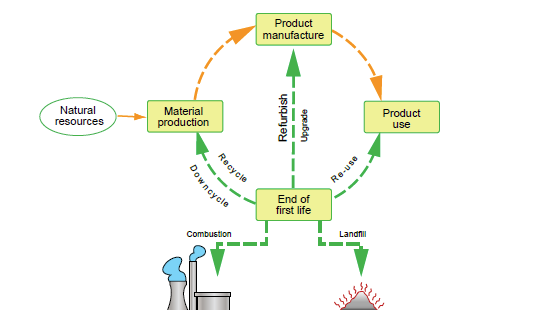 Product
manufacture
Natural
resources
Material
production
Refurbish
Upgrade
Product
use
Recycle
Downcycle
Re-use
End of
first life
Combustion
Landfill